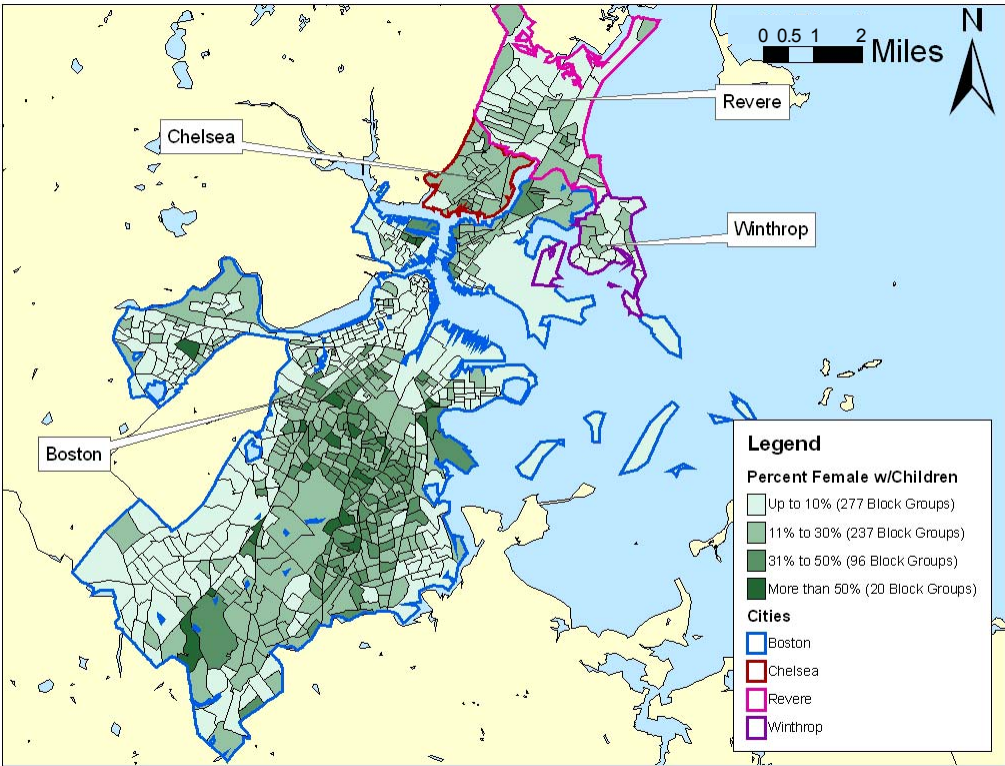 0 0.5 1 2 Miles
N
Revere
Chelsea
Winthrop
Boston
Legend
Percent Female w/Children
Up to 10% (277 Block Groups)
11% to 30% (237 Block Groups)
31% to 50% (96 Block Groups)
More than 50% (20 Block Groups)
Cities
Boston
Chelsea
Revere
Winthrop